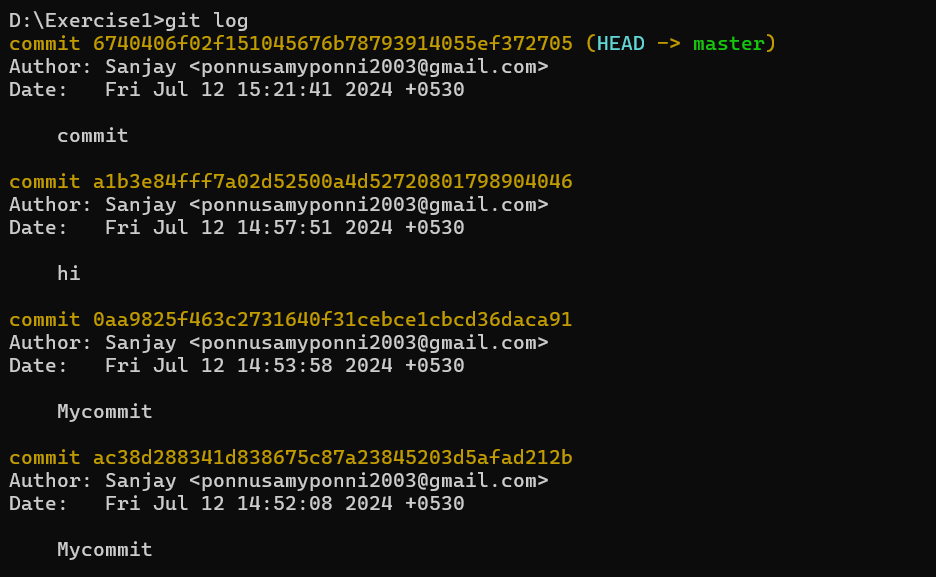 D:\Exercise1>git log
commit 6740406f02f151045676b78793914055ef372705 (HEAD -> master)
Author: Sanjay <ponnusamyponni2003@gmail.com>
Date:   Fri Jul 12 15:21:41 2024 +0530
commit
commit a1b3e84fff7a02d52500a4d52720801798904046
Author: Sanjay <ponnusamyponni2003@gmail.com>
Date:   Fri Jul 12 14:57:51 2024 +0530
hi
commit 0aa9825f463c2731640f31cebce1cbcd36daca91
Author: Sanjay <ponnusamyponni2003@gmail.com>
Date:   Fri Jul 12 14:53:58 2024 +0530
Mycommit
commit ac38d288341d838675c87a23845203d5afad212b
Author: Sanjay <ponnusamyponni2003@gmail.com>
Date:   Fri Jul 12 14:52:08 2024 +0530
Mycommit